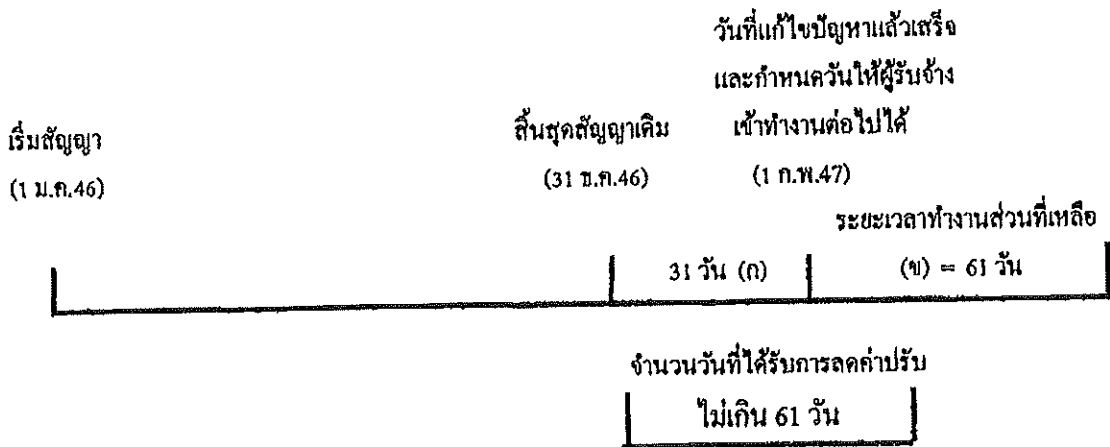 วันที่แก้ไขปัญหาแล้วเสร็จ
และกำหนดวันให้ผู้รับจ้าง
เริ่มสัญญา
สิ้นสุดสัญญาเดิม
เข้าทำงานต่อไปได้
(1 ม.ค.46)
(31 ธ.ค.46)
(1 ก.พ.47)
ระยะเวลาทำงานส่วนที่เหลือ
31 วัน (ก)
(ข) = 61 วัน
จำนวนวันที่ได้รับการลดค่าปรับ
ไม่เกิน 61 วัน